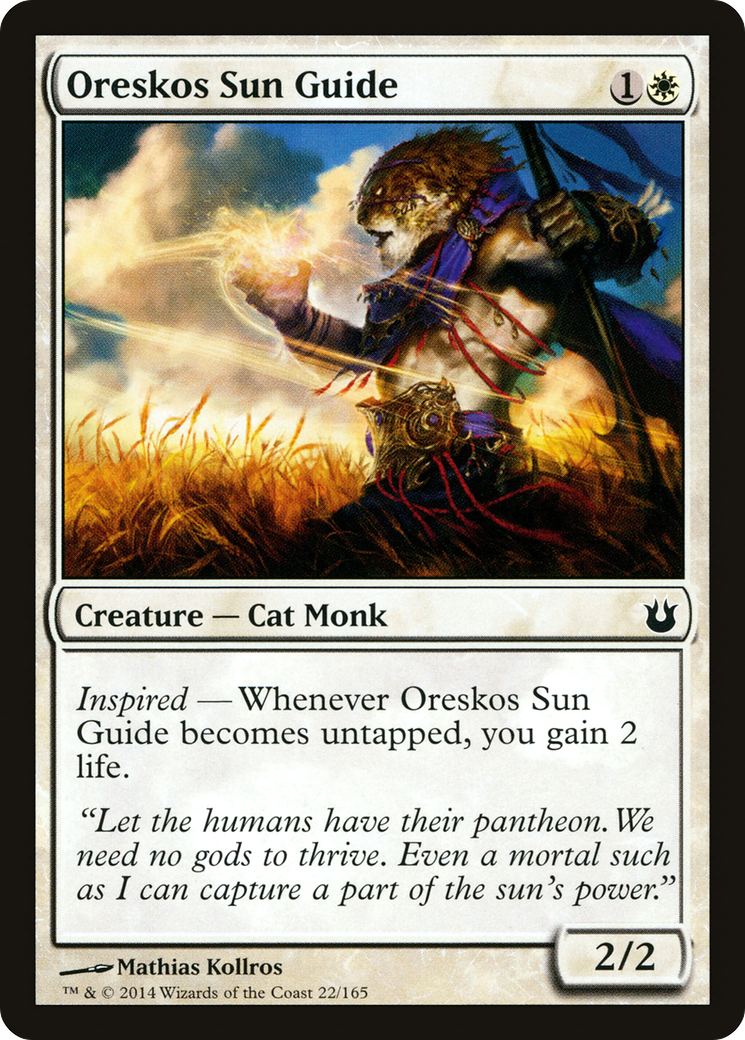 Oreskos Sun Guide 1
Creature — Cat Monk
Inspired — Whenever Oreskos Sun
Guide becomes untapped, you gain 2
life.
“Let the humans have their pantheon. We
need no gods to thrive. Even a mortal such
as I can capture a part of the sun’s power.”
2/2
Mathias Kollros
™ & © 2014 Wizards of the Coast 22/165